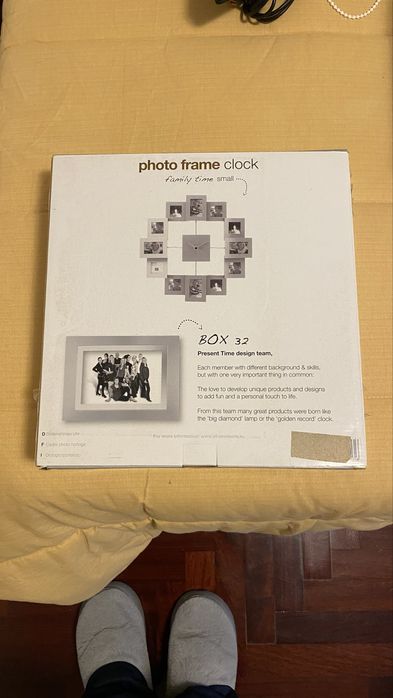 photo frame clock
family time small
BOX 32
Present Time design team,
Each member with different background & skills,
but with one very important thing in common:
The love to develop unique products and designs
to add fun and a personal touch to life.
From this team many great products were born like
the 'big diamond' lamp or the 'golden record' clock.
For more information:
D
F
I